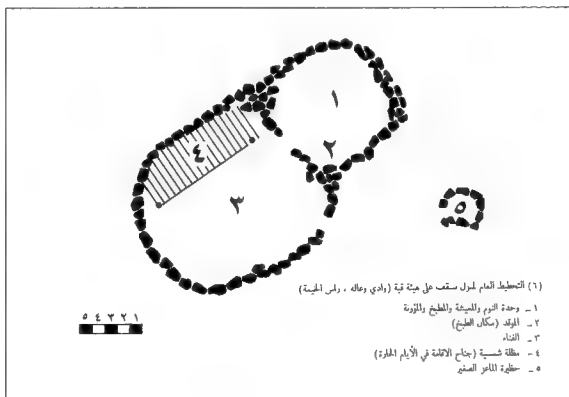 ١
٢
٣
٤
٥
(٦) التخطيط العام لمنزل مسقف على هيئة قبة (وادي وعاله ، رأس الخيمة)
١ ـ وحدة النوم والمعيشة والمطبخ والمؤونة
٢ ـ الموقد (مكان الطبخ)
٣ ـ الفناء
٤ ـ مظلة شمسية (جناح الاقامة في الأيام الحارة)
٥ ـ حظيرة الماعز الصغير
٥ ٤ ٣ ٢ ١